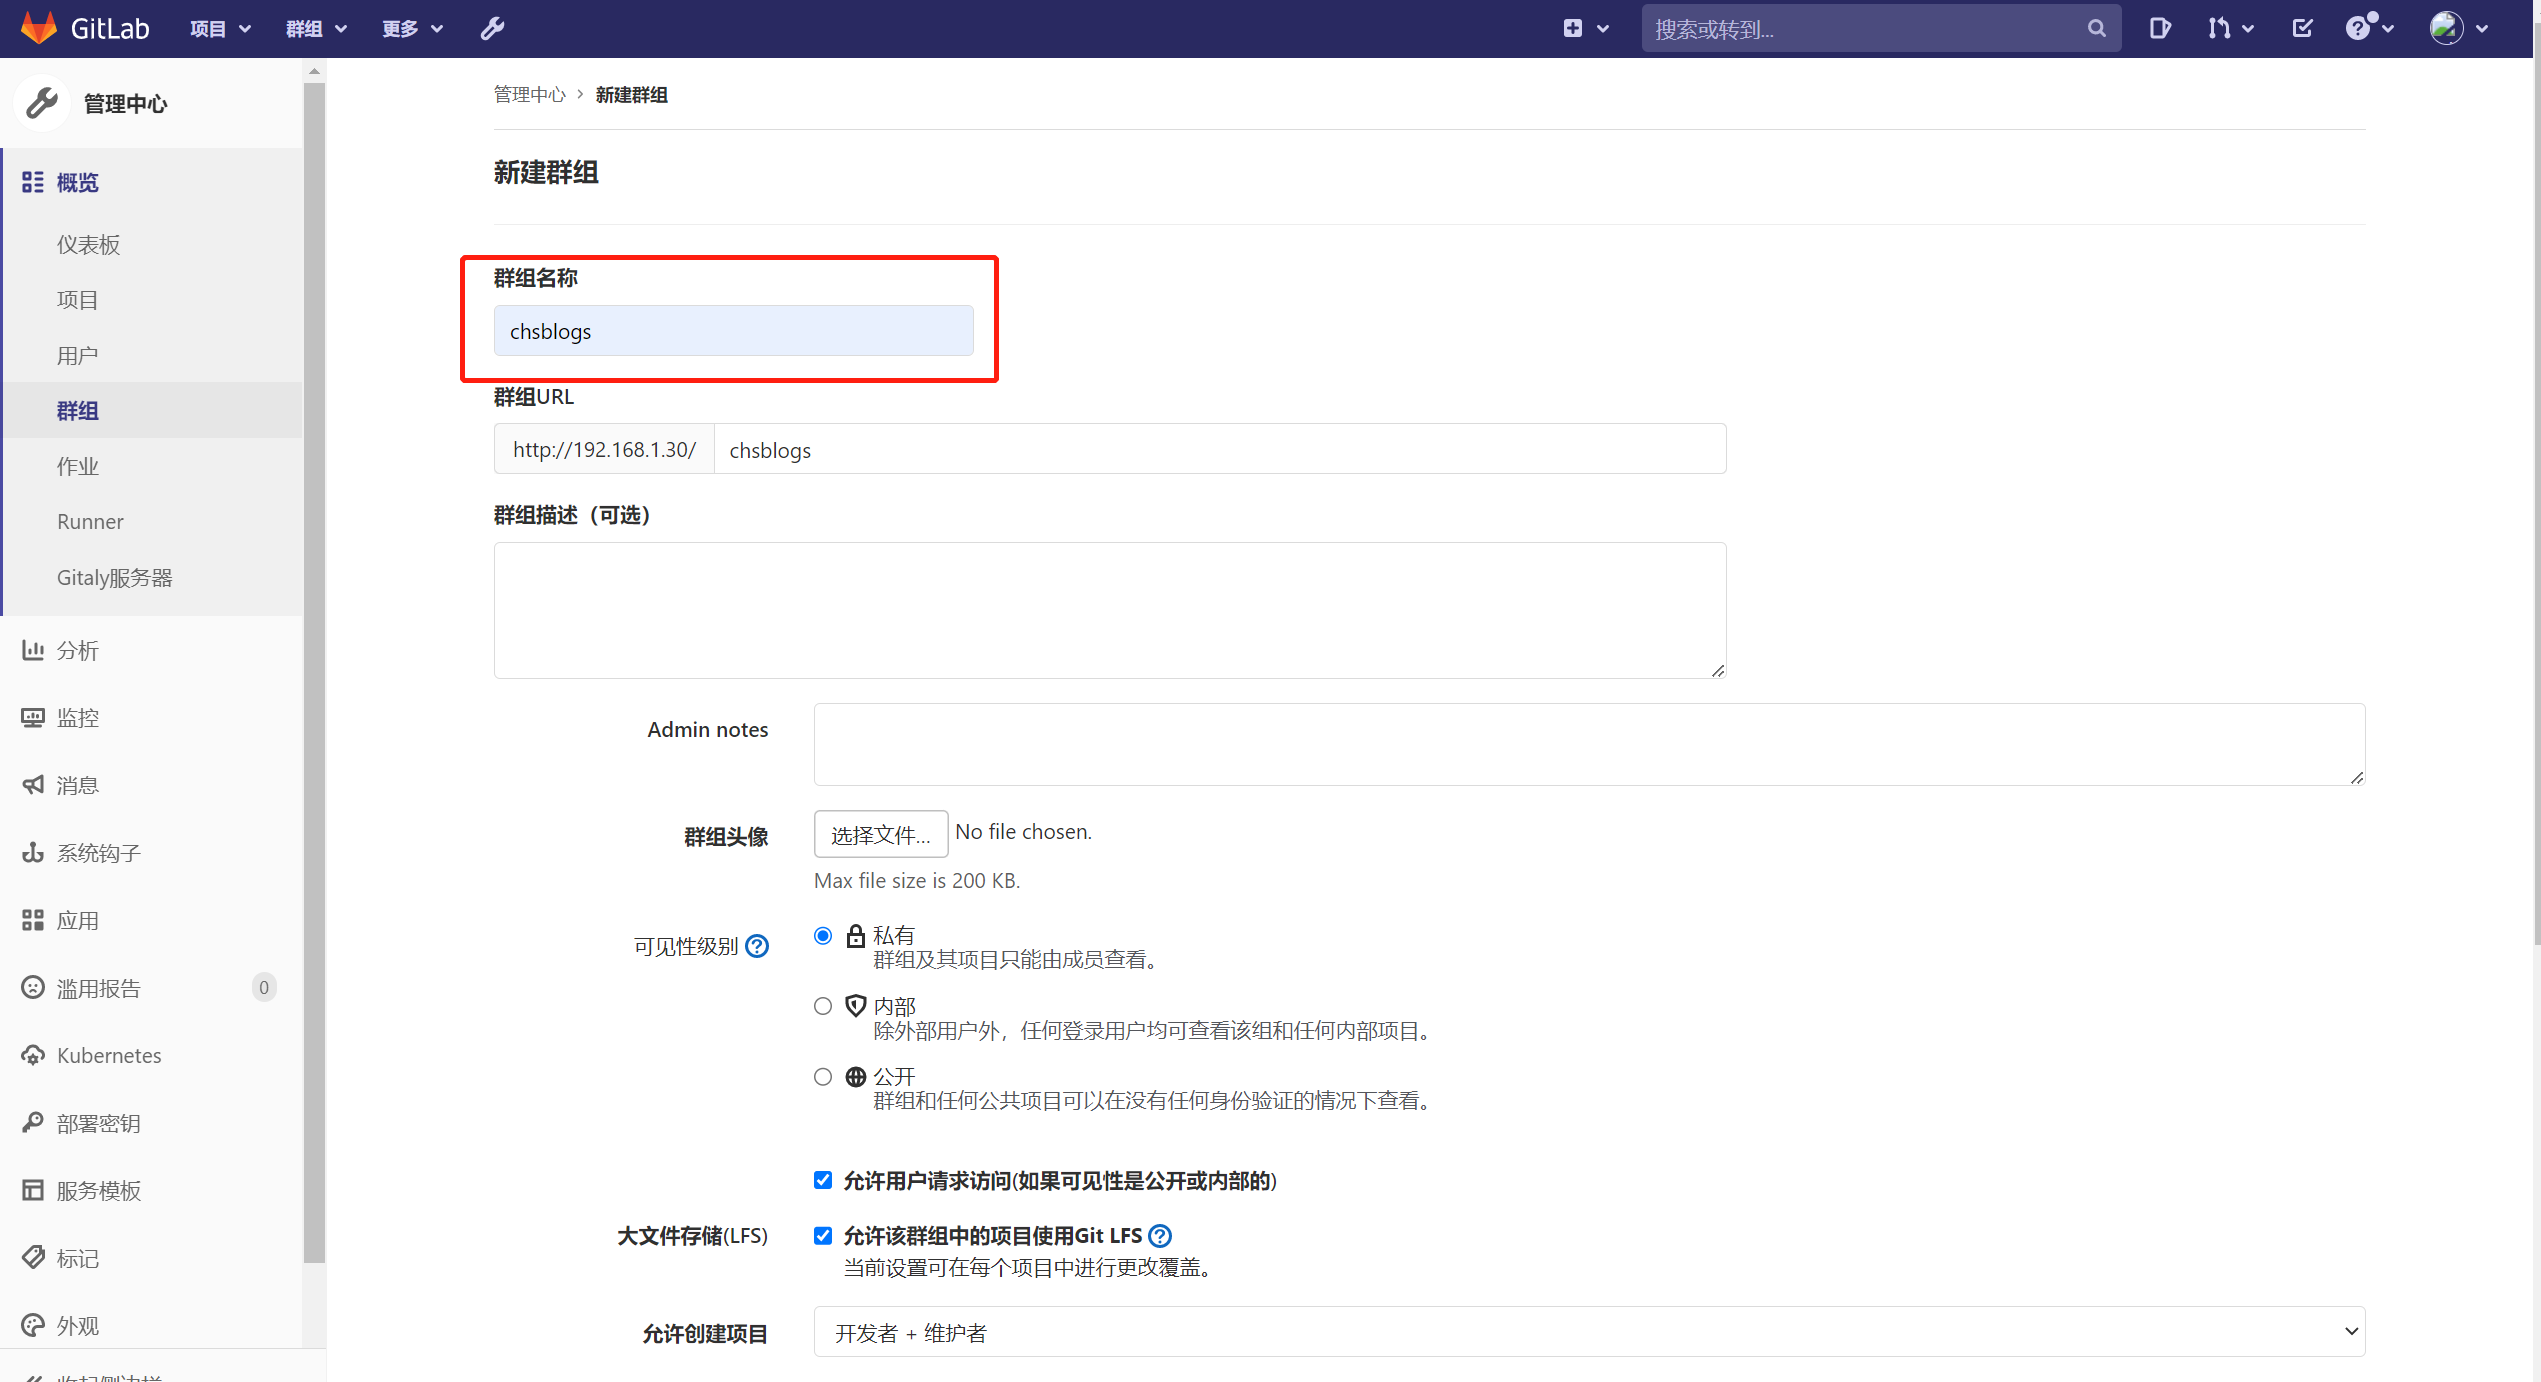 GitLab 项目 群组 更多 搜索或转到...
管理中心
概览
仪表板
项目
用户
群组
作业
Runner
Gitaly服务器
分析
监控
消息
系统钩子
应用
滥用报告 0
Kubernetes
部署密钥
服务模板
标记
外观
收起侧边栏
管理中心 > 新建群组
新建群组
群组名称
chsblogs
群组URL
http://192.168.1.30/ chsblogs
群组描述（可选）
Admin notes
群组头像 选择文件... No file chosen.
Max file size is 200 KB.
可见性级别 私有
群组及其项目只能由成员查看。
内部
除外部用户外，任何登录用户均可查看该组和任何内部项目。
公开
群组和任何公共项目可以在没有任何身份验证的情况下查看。
允许用户请求访问(如果可见性是公开或内部的)
大文件存储(LFS) 允许该群组中的项目使用Git LFS
当前设置可在每个项目中进行更改覆盖。
允许创建项目 开发者 + 维护者